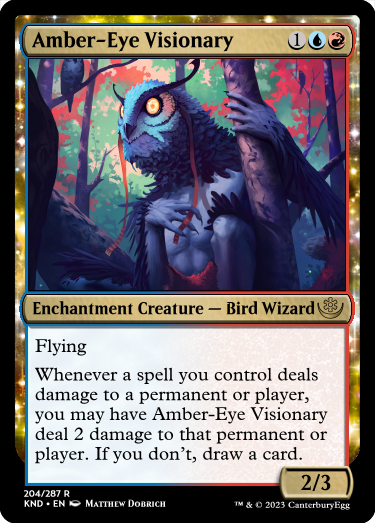 Amber-Eye Visionary 1
Enchantment Creature — Bird Wizard
Flying
Whenever a spell you control deals
damage to a permanent or player,
you may have Amber-Eye Visionary
deal 2 damage to that permanent or
player. If you don't, draw a card.
2/3
204/287 R
KND • EN Matthew Dobrich
™ & © 2023 CanterburyEgg